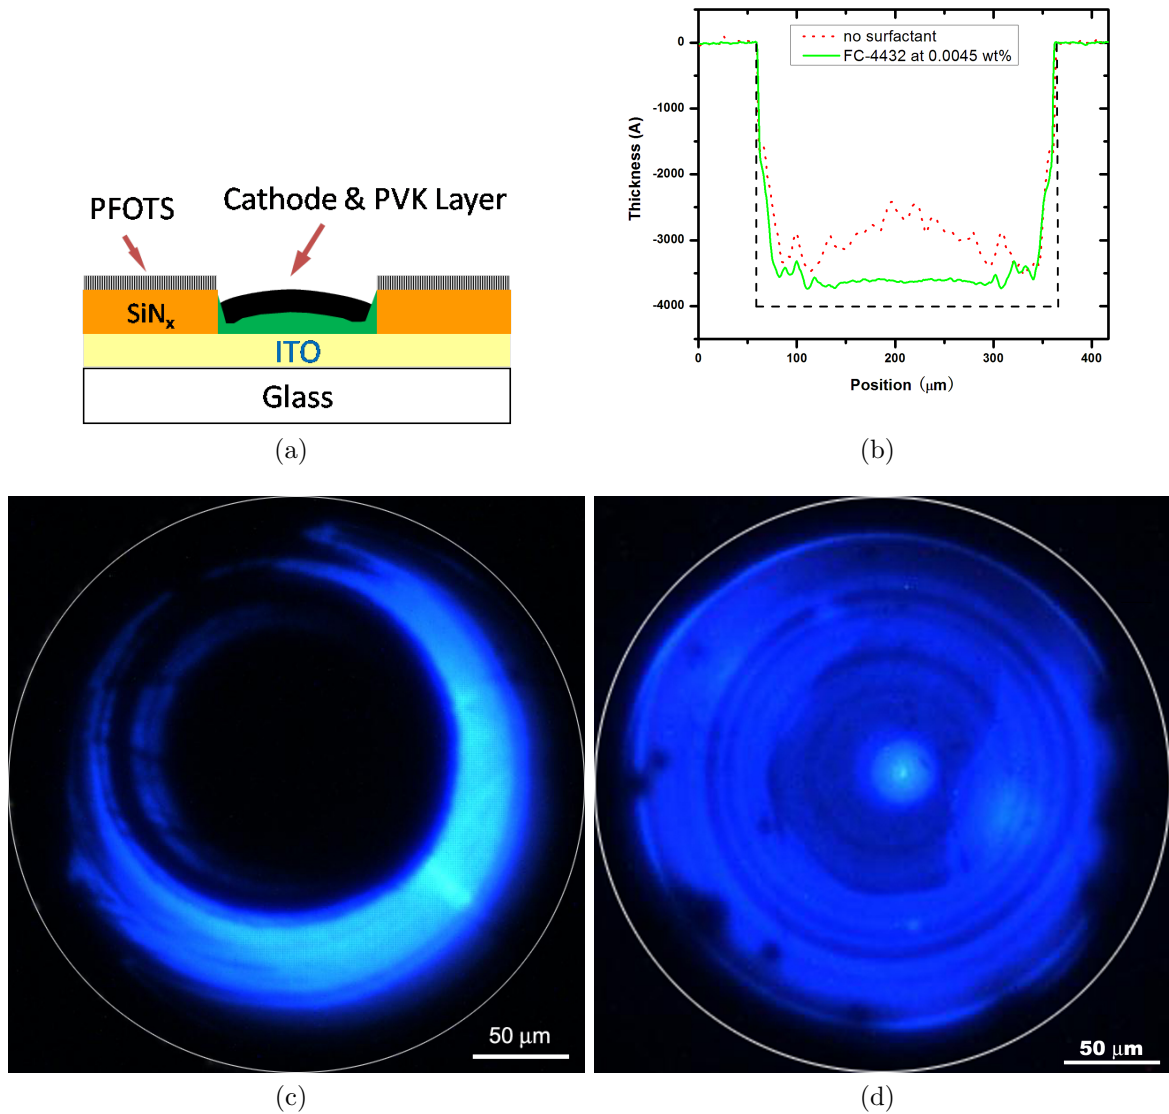 PFOTS
Cathode & PVK Layer
SiNx
ITO
Glass
(a)
no surfactant
FC-4432 at 0.0045 wt%
0
-1000
-2000
-3000
-4000
Thickness (A)
0
100
200
300
400
Position (μm)
(b)
50 μm
(c)
50 μm
(d)